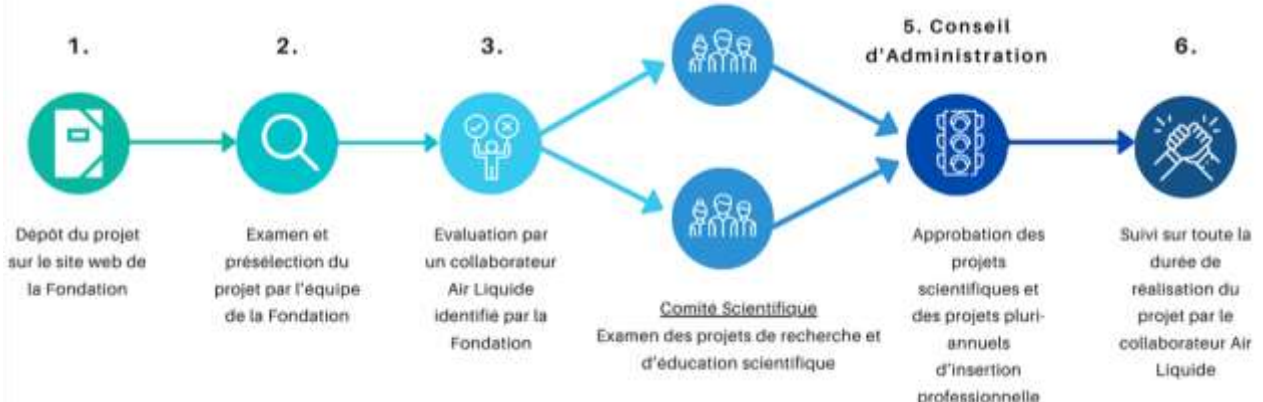 1.
Dépôt du projet
sur le site web de
la Fondation
2.
Examen et
présélection du
projet par l'équipe
de la Fondation
3.
Evaluation par
un collaborateur
Air Liquide
identifié par la
Fondation
Comité Scientifique
Examen des projets de recherche et
d'éducation scientifique
5. Conseil
d'Administration
Approbation des
projets
scientifiques et
des projets pluri-
annuels
d'insertion
professionnelle
6.
Suivi sur toute la
durée de
réalisation du
projet par le
collaborateur Air
Liquide